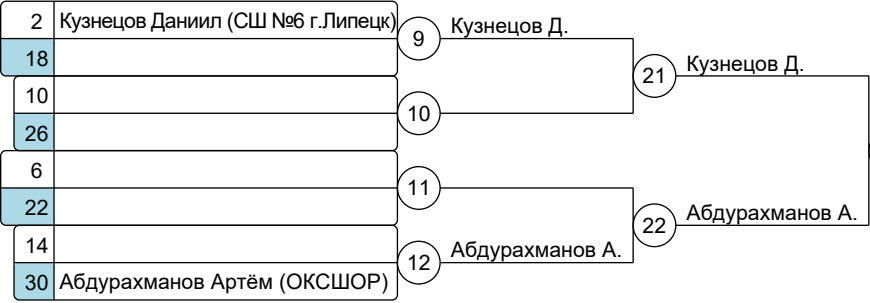 2 Кузнецов Даниил (СШ №6 г.Липецк)
18
9 Кузнецов Д.
10
26
10
21 Кузнецов Д.
6
22
11
14
30 Абдурахманов Артём (ОКСШОР)
12 Абдурахманов А.
22 Абдурахманов А.